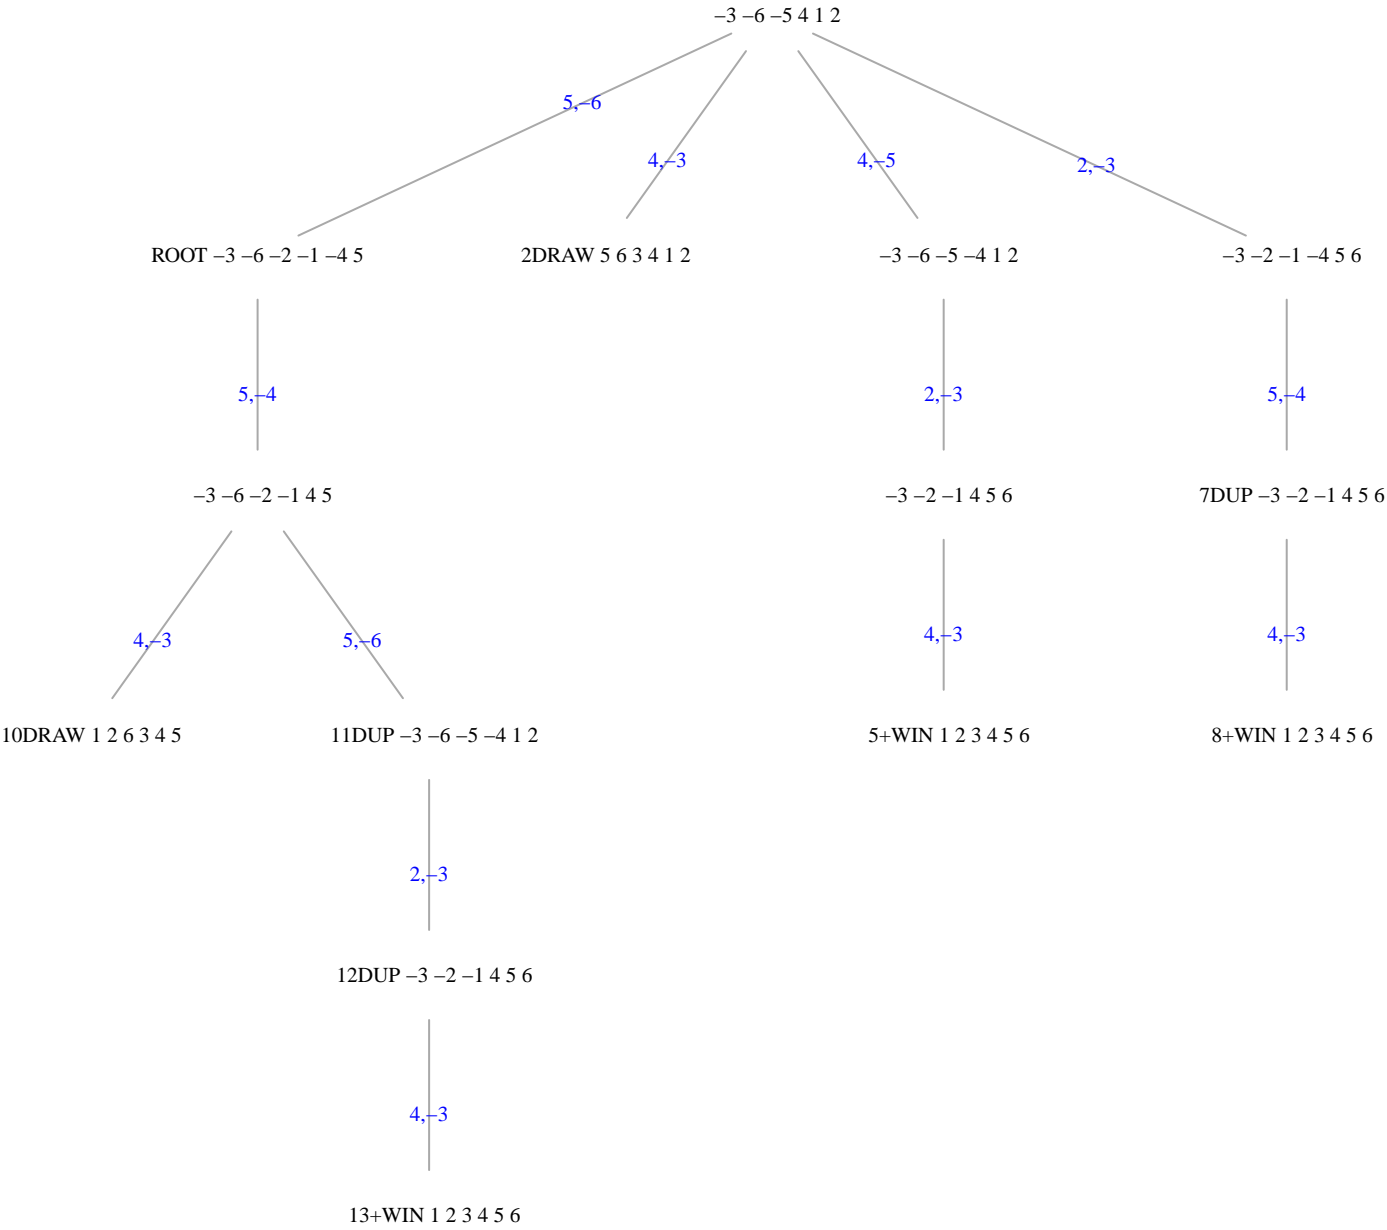 –3 –6 –5 4 1 2
5,–6
4,–3
4,–5
2,–3
ROOT –3 –6 –2 –1 –4 5
2DRAW 5 6 3 4 1 2
–3 –6 –5 –4 1 2
–3 –2 –1 –4 5 6
5,–4
2,–3
5,–4
–3 –6 –2 –1 4 5
–3 –2 –1 4 5 6
7DUP –3 –2 –1 4 5 6
4,–3
5,–6
4,–3
4,–3
10DRAW 1 2 6 3 4 5
11DUP –3 –6 –5 –4 1 2
5+WIN 1 2 3 4 5 6
8+WIN 1 2 3 4 5 6
2,–3
12DUP –3 –2 –1 4 5 6
4,–3
13+WIN 1 2 3 4 5 6